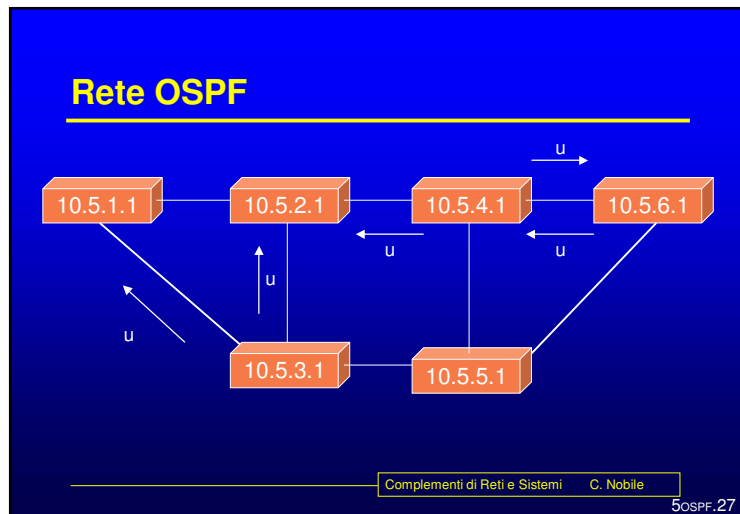 Rete OSPF
u
10.5.1.1 10.5.2.1 10.5.4.1 10.5.6.1
u u
u
u
10.5.3.1 10.5.5.1
Complementi di Reti e Sistemi C. Nobile
5OSPF.27